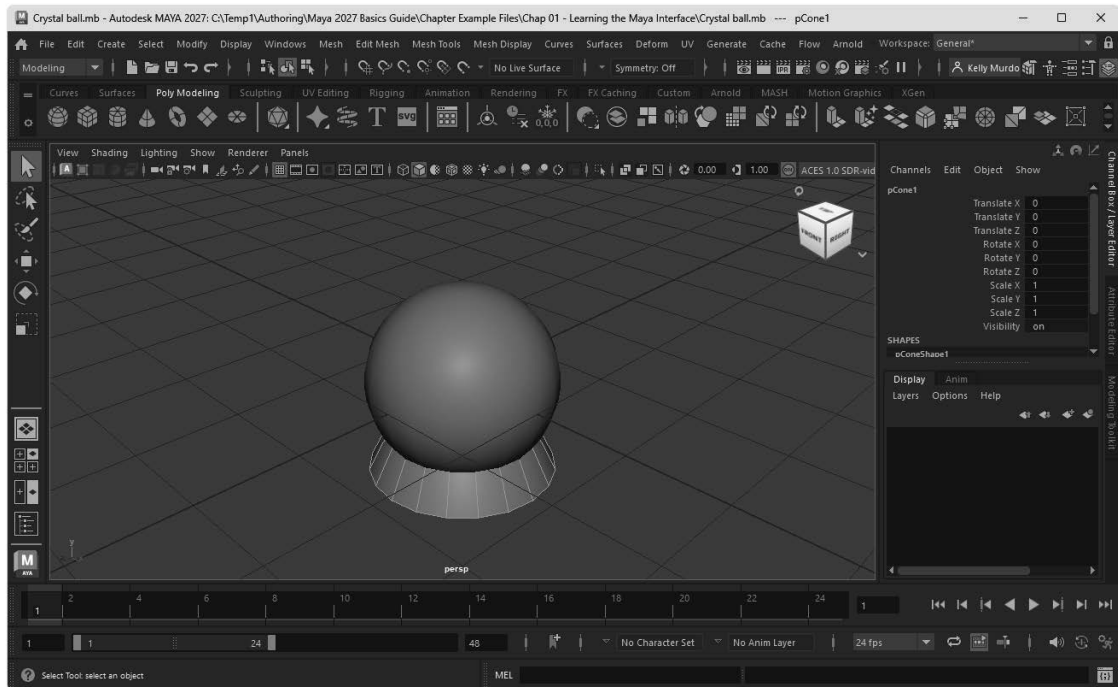 Crystal ball.mb - Autodesk MAYA 2027: C:\Temp1\Authoring\Maya 2027 Basics Guide\Chapter Example Files\Chap 01 - Learning the Maya Interface\Crystal ball.mb --- pCone1
File Edit Create Select Modify Display Windows Mesh Edit Mesh Mesh Tools Mesh Display Curves Surfaces Deform UV Generate Cache Flow Arnold Workspace: General*
Modeling No Live Surface Symmetry: Off IPR Kelly Murdo
Curves Surfaces Poly Modeling Sculpting UV Editing Rigging Animation Rendering FX FX Caching Custom Arnold MASH Motion Graphics XGen
T SVG 0,0,0
View Shading Lighting Show Renderer Panels
A 0.00 1.00 ACES 1.0 SDR-vid
FRONT RIGHT
persp
Channels Edit Object Show
pCone1
Translate X 0
Translate Y 0
Translate Z 0
Rotate X 0
Rotate Y 0
Rotate Z 0
Scale X 1
Scale Y 1
Scale Z 1
Visibility on
SHAPES
pConeShape1
Display Anim
Layers Options Help
Channel Box / Layer Editor
Attribute Editor
Modeling Toolkit
M
AYA
2 4 6 8 10 12 14 16 18 20 22 24
1 1
1 1 24 48 No Character Set No Anim Layer 24 fps
Select Tool: select an object MEL